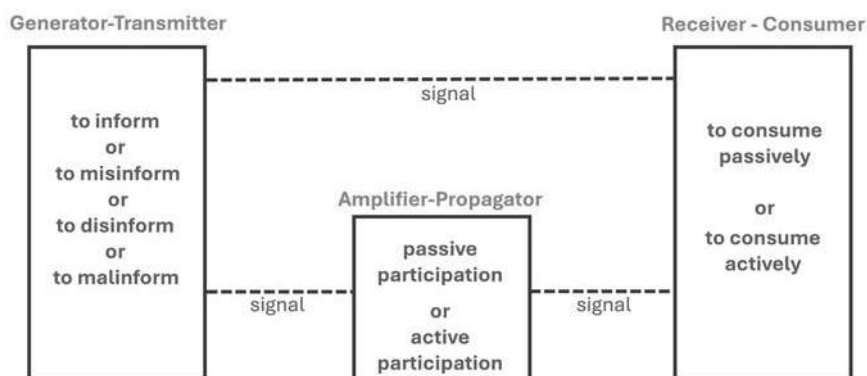 Generator-Transmitter
Receiver - Consumer
signal
to inform
or
to misinform
or
to disinform
or
to malinform
to consume
passively
or
to consume
actively
Amplifier-Propagator
passive
participation
or
active
participation
signal
signal